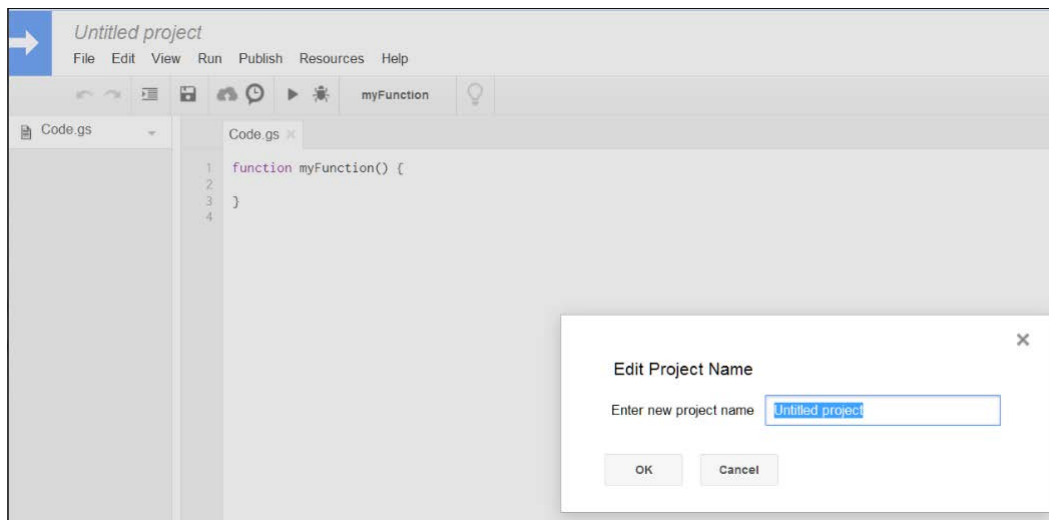 Untitled project
File Edit View Run Publish Resources Help
myFunction
Code.gs
Code.gs
1 function myFunction() {
2
3 }
4
Edit Project Name
Enter new project name Untitled project
OK Cancel